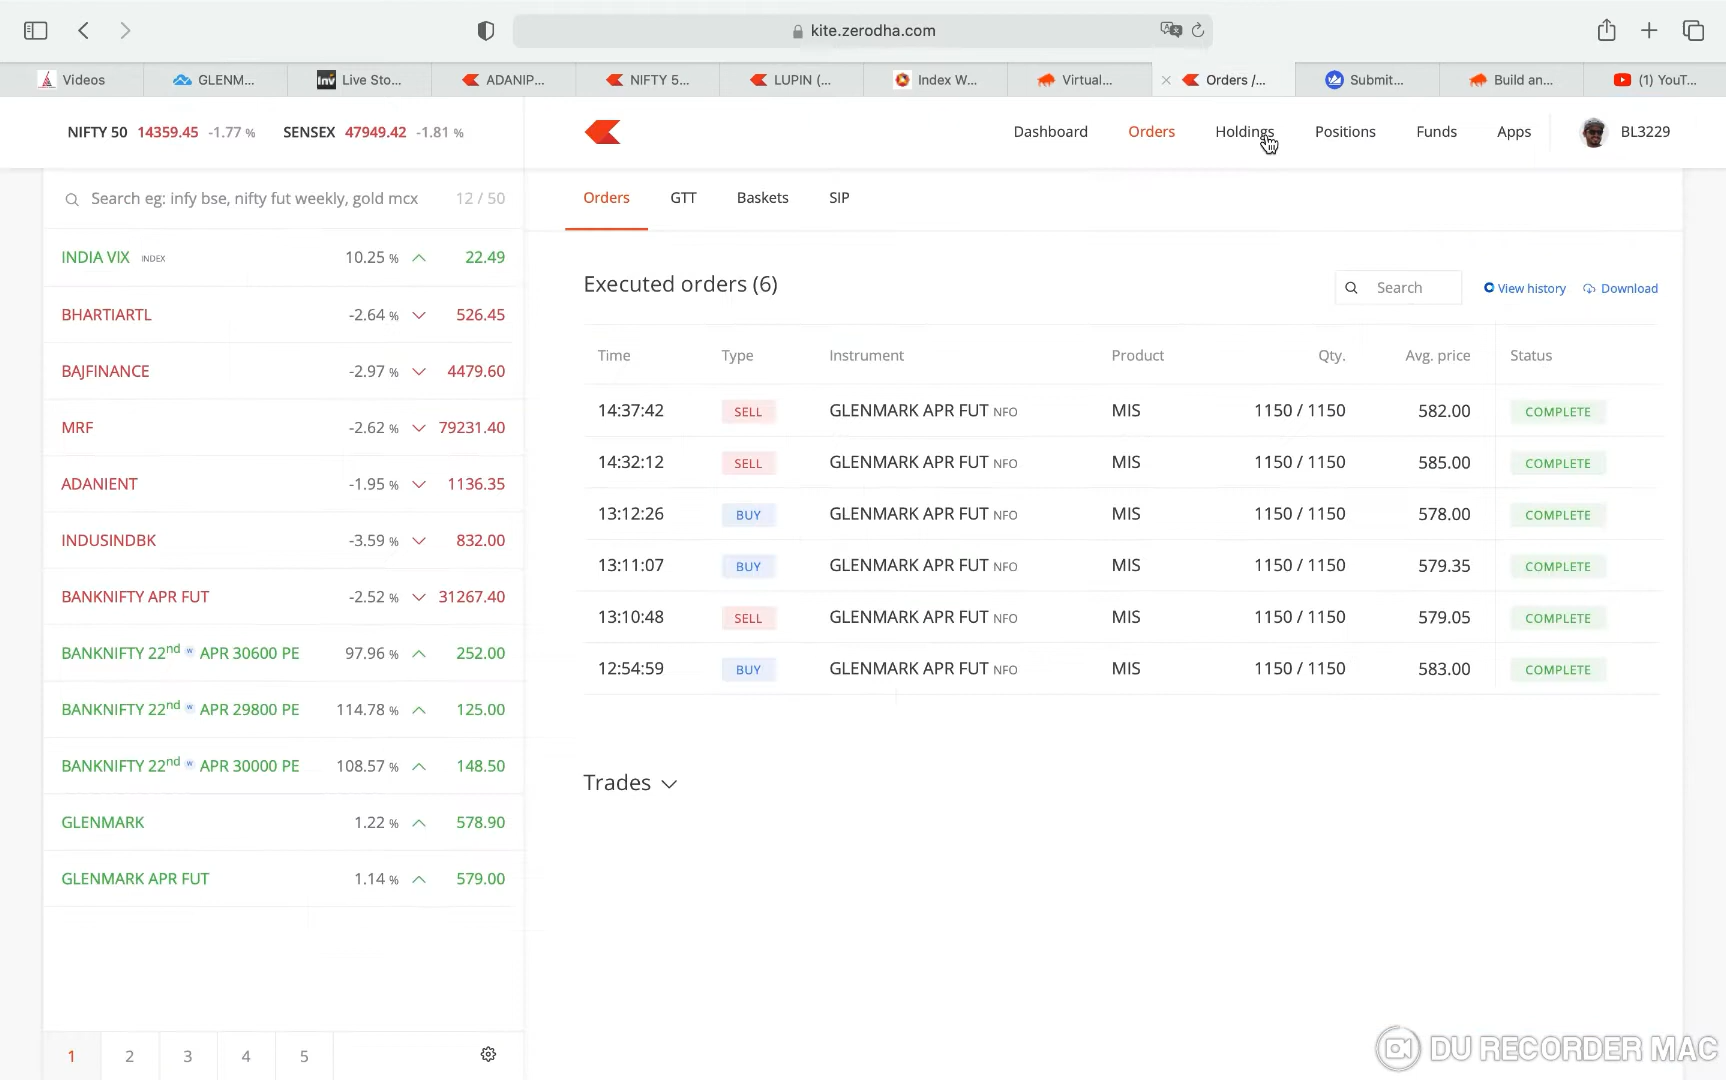 kite.zerodha.com
Videos GLENM... Live Sto... ADANIP... NIFTY 5... LUPIN (... Index W... Virtual... Orders /... Submit... Build an... (1) YouT...
NIFTY 50 14359.45 -1.77 % SENSEX 47949.42 -1.81 % Dashboard Orders Holdings Positions Funds Apps BL3229
Search eg: infy bse, nifty fut weekly, gold mcx 12 / 50
INDIA VIX INDEX 10.25 % 22.49
BHARTIARTL -2.64 % 526.45
BAJFINANCE -2.97 % 4479.60
MRF -2.62 % 79231.40
ADANIENT -1.95 % 1136.35
INDUSINDBK -3.59 % 832.00
BANKNIFTY APR FUT -2.52 % 31267.40
BANKNIFTY 22nd w APR 30600 PE 97.96 % 252.00
BANKNIFTY 22nd w APR 29800 PE 114.78 % 125.00
BANKNIFTY 22nd w APR 30000 PE 108.57 % 148.50
GLENMARK 1.22 % 578.90
GLENMARK APR FUT 1.14 % 579.00
1 2 3 4 5
Orders GTT Baskets SIP
Executed orders (6) Search View history Download
Time Type Instrument Product Qty. Avg. price Status
14:37:42 SELL GLENMARK APR FUT NFO MIS 1150 / 1150 582.00 COMPLETE
14:32:12 SELL GLENMARK APR FUT NFO MIS 1150 / 1150 585.00 COMPLETE
13:12:26 BUY GLENMARK APR FUT NFO MIS 1150 / 1150 578.00 COMPLETE
13:11:07 BUY GLENMARK APR FUT NFO MIS 1150 / 1150 579.35 COMPLETE
13:10:48 SELL GLENMARK APR FUT NFO MIS 1150 / 1150 579.05 COMPLETE
12:54:59 BUY GLENMARK APR FUT NFO MIS 1150 / 1150 583.00 COMPLETE
Trades
DU RECORDER MAC